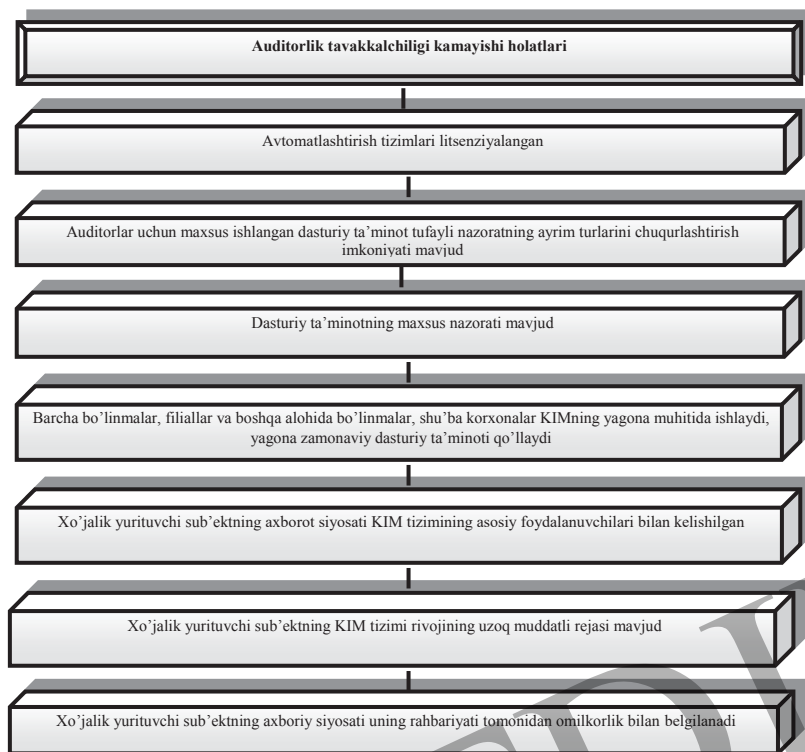 Auditorlik tavakkalchiligi kamayishi holatlari
Avtomatlashtirish tizimlari litsenziyalangan
Auditorlar uchun maxsus ishlangan dasturiy ta’minot tufayli nazoratning ayrim turlarini chuqurlashtirish
imkoniyati mavjud
Dasturiy ta’minotning maxsus nazorati mavjud
Barcha bo’linmalar, filiallar va boshqa alohida bo’linmalar, shu’ba korxonalar KIMning yagona muhitida ishlaydi,
yagona zamonaviy dasturiy ta’minoti qo’llaydi
Xo’jalik yurituvchi sub’ektning axborot siyosati KIM tizimining asosiy foydalanuvchilari bilan kelishilgan
Xo’jalik yurituvchi sub’ektning KIM tizimi rivojining uzoq muddatli rejasi mavjud
Xo’jalik yurituvchi sub’ektning axboriy siyosati uning rahbariyati tomonidan omilkorlik bilan belgilanadi